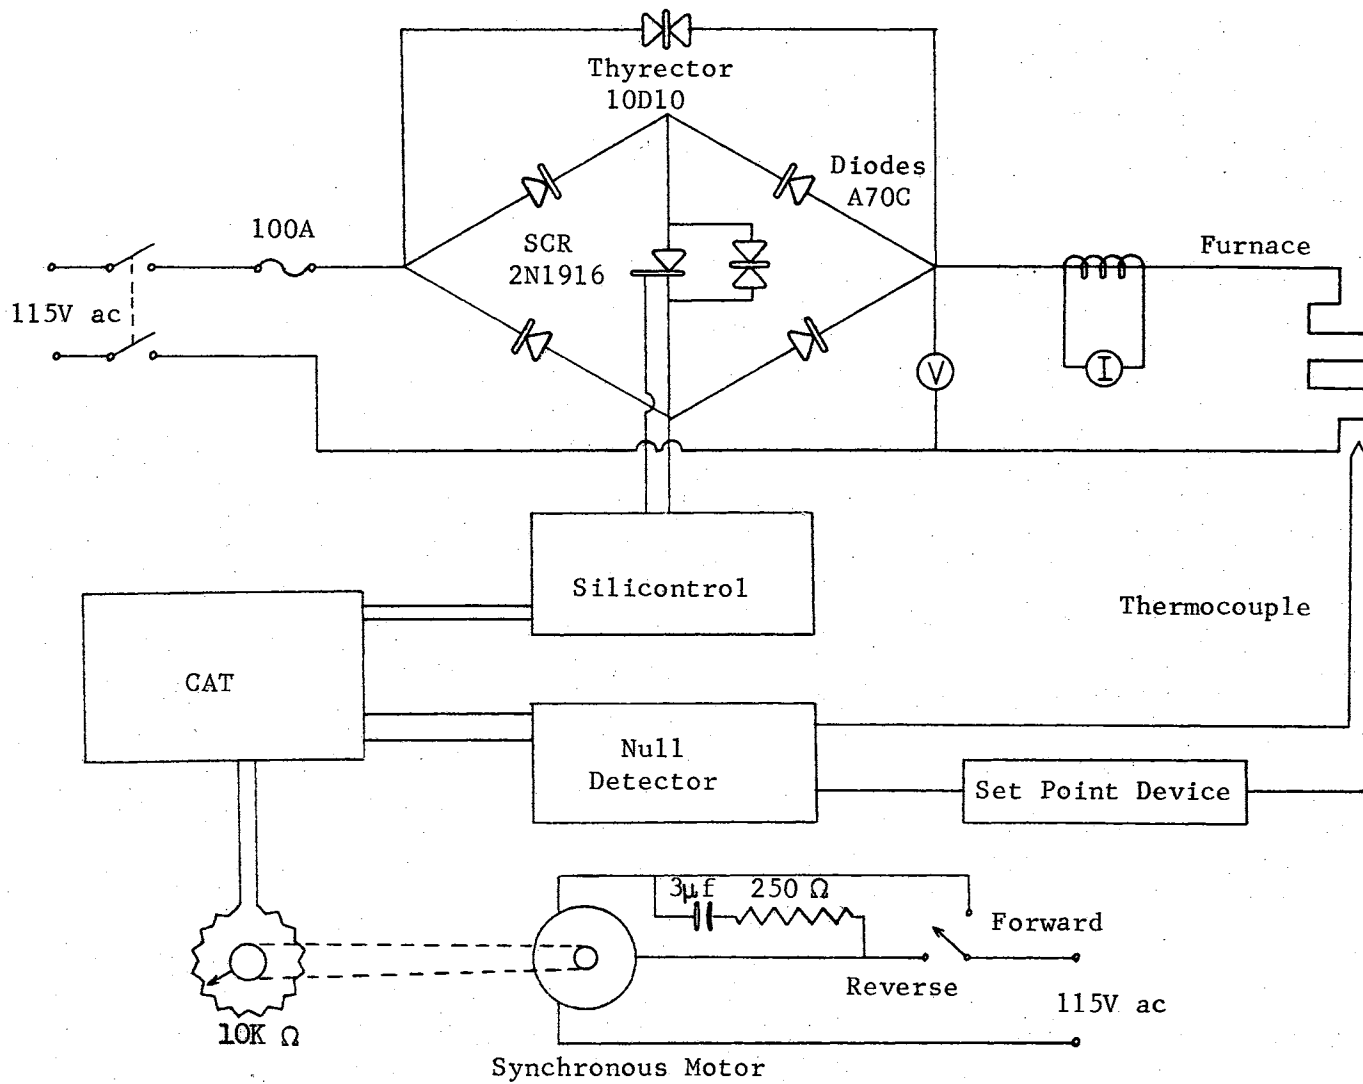 Thyrector
10D10
Diodes
A70C
100A
SCR
2N1916
Furnace
115V ac
V
I
Silicontrol
Thermocouple
CAT
Null
Detector
Set Point Device
3μf
250 Ω
Forward
Reverse
115V ac
10K Ω
Synchronous Motor